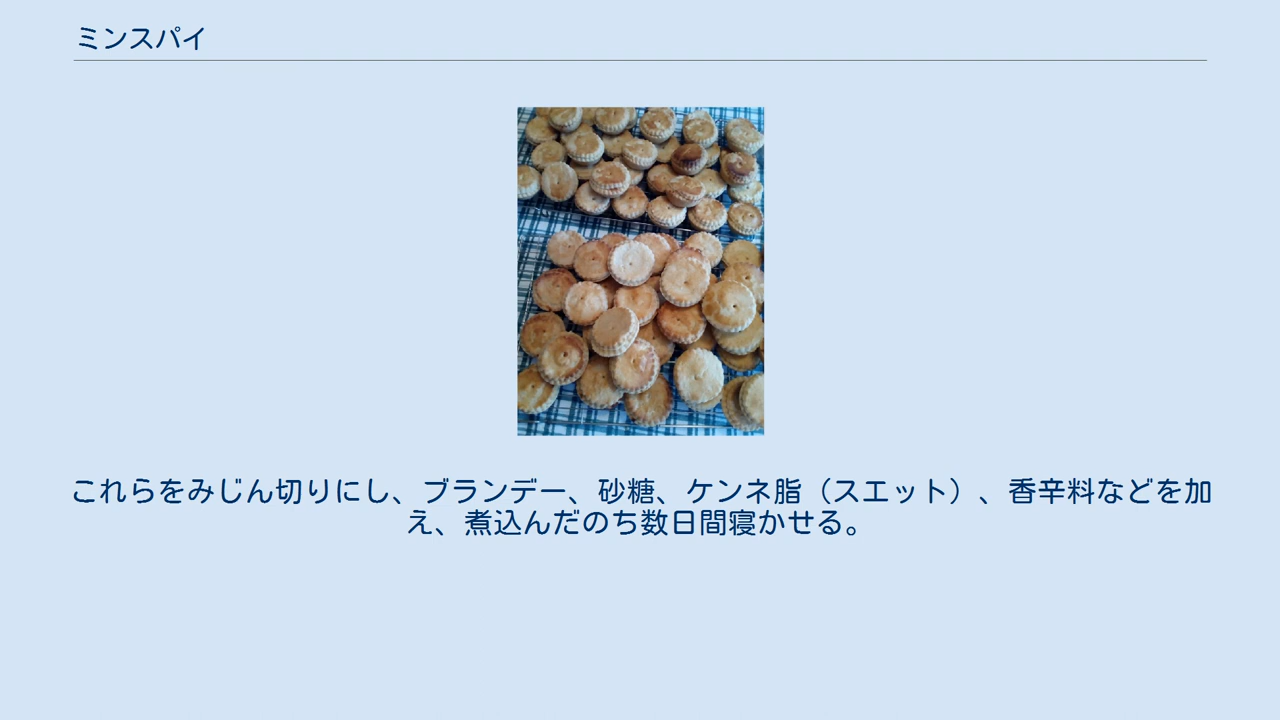 ミンスパイ
これらをみじん切りにし、ブランデー、砂糖、ケンネ脂（スエット）、香辛料などを加
え、煮込んだのち数日間寝かせる。